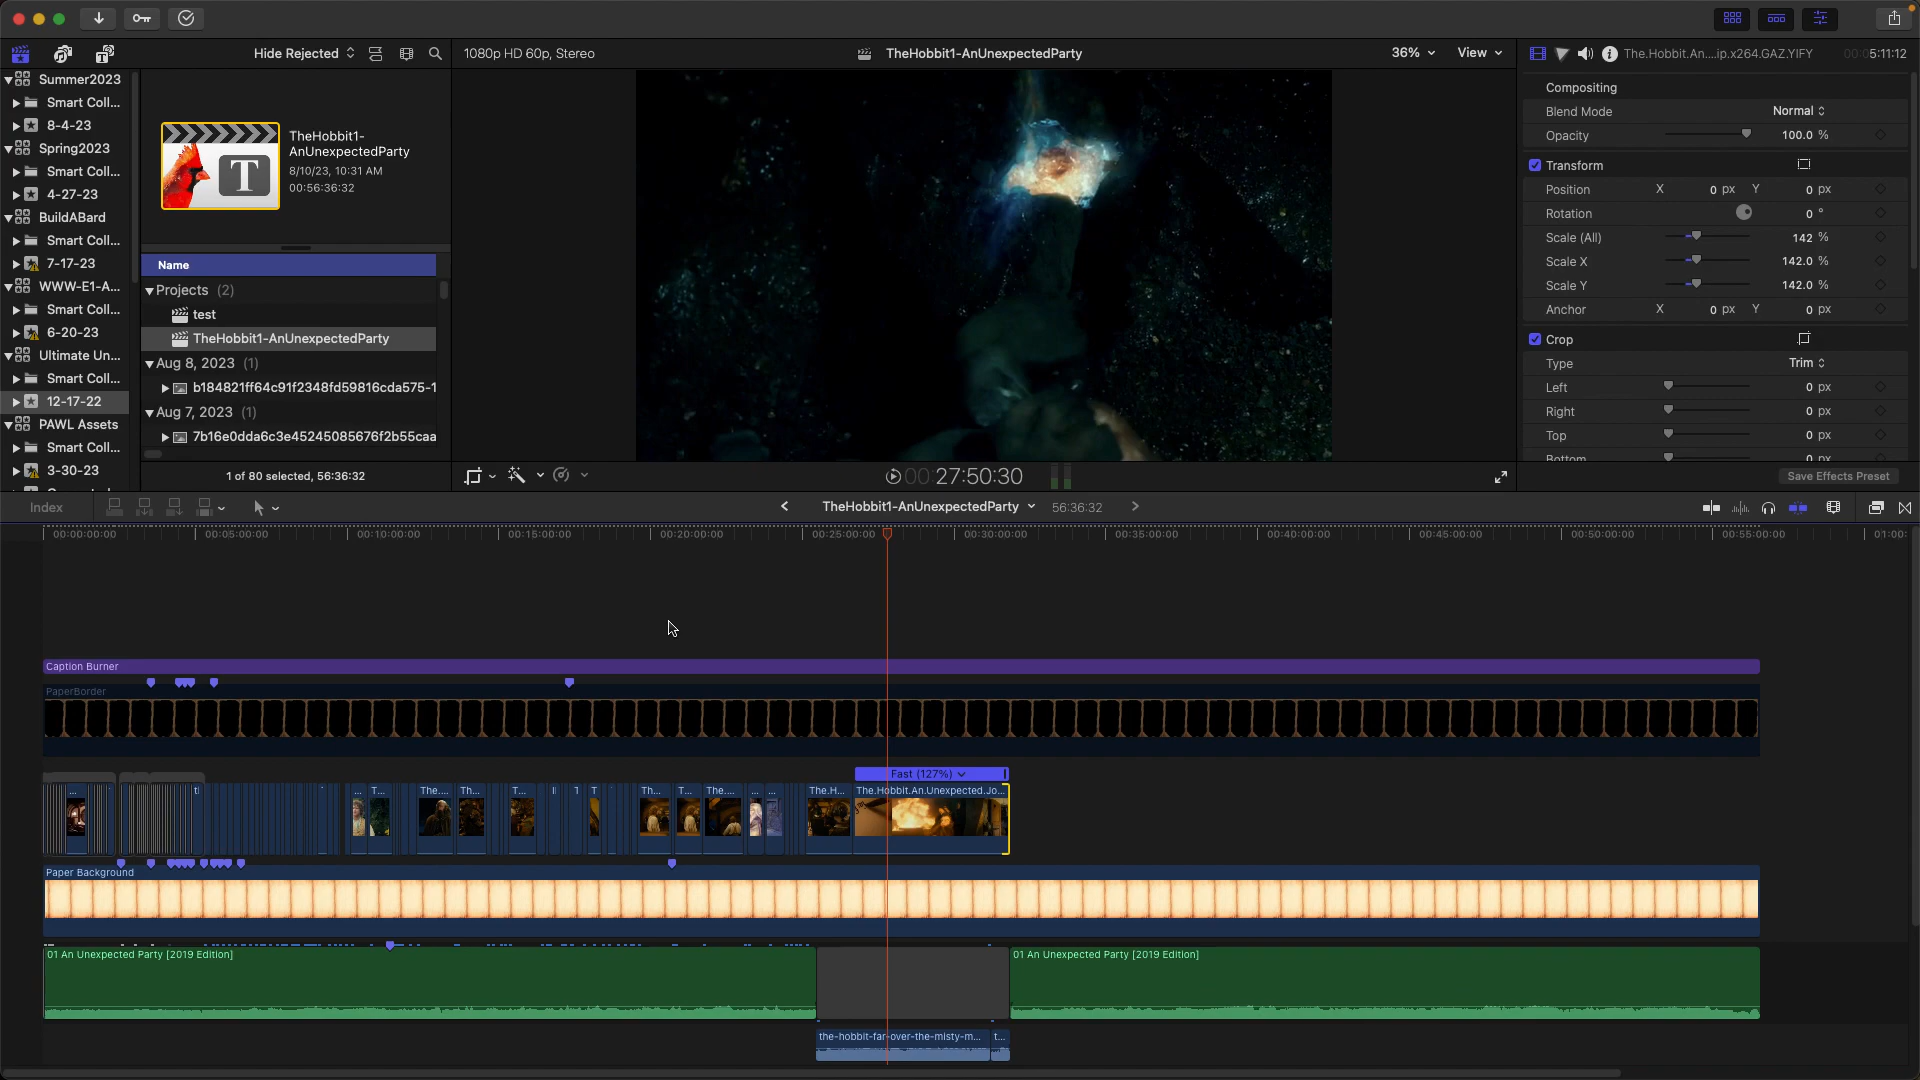 Hide Rejected
1080p HD 60p, Stereo
TheHobbit1-AnUnexpectedParty
36%
View
The.Hobbit.An....ip.x264.GAZ.YIFY
00:05:11:12
Summer2023
Smart Coll...
8-4-23
Spring2023
Smart Coll...
4-27-23
BuildABard
Smart Coll...
7-17-23
WWW-E1-A...
Smart Coll...
6-20-23
Ultimate Un...
Smart Coll...
12-17-22
PAWL Assets
Smart Coll...
3-30-23
T
TheHobbit1-
AnUnexpectedParty
8/10/23, 10:31 AM
00:56:36:32
Name
Projects (2)
test
TheHobbit1-AnUnexpectedParty
Aug 8, 2023 (1)
b184821ff64c91f2348fd59816cda575-1
Aug 7, 2023 (1)
7b16e0dda6c3e45245085676f2b55caa
1 of 80 selected, 56:36:32
00:27:50:30
Compositing
Blend Mode Normal
Opacity 100.0 %
Transform
Position X 0 px Y 0 px
Rotation 0 °
Scale (All) 142 %
Scale X 142.0 %
Scale Y 142.0 %
Anchor X 0 px Y 0 px
Crop
Type Trim
Left 0 px
Right 0 px
Top 0 px
Bottom 0 px
Save Effects Preset
Index
TheHobbit1-AnUnexpectedParty
56:36:32
00:00:00:00 00:05:00:00 00:10:00:00 00:15:00:00 00:20:00:00 00:25:00:00 00:30:00:00 00:35:00:00 00:40:00:00 00:45:00:00 00:50:00:00 00:55:00:00 01:00:
Caption Burner
PaperBorder
Fast (127%)
... T... The.... Th... T... T Th... T... The.... ... ... The.H... The.Hobbit.An.Unexpected.Jo...
Paper Background
01 An Unexpected Party [2019 Edition]
01 An Unexpected Party [2019 Edition]
the-hobbit-far-over-the-misty-m... t...